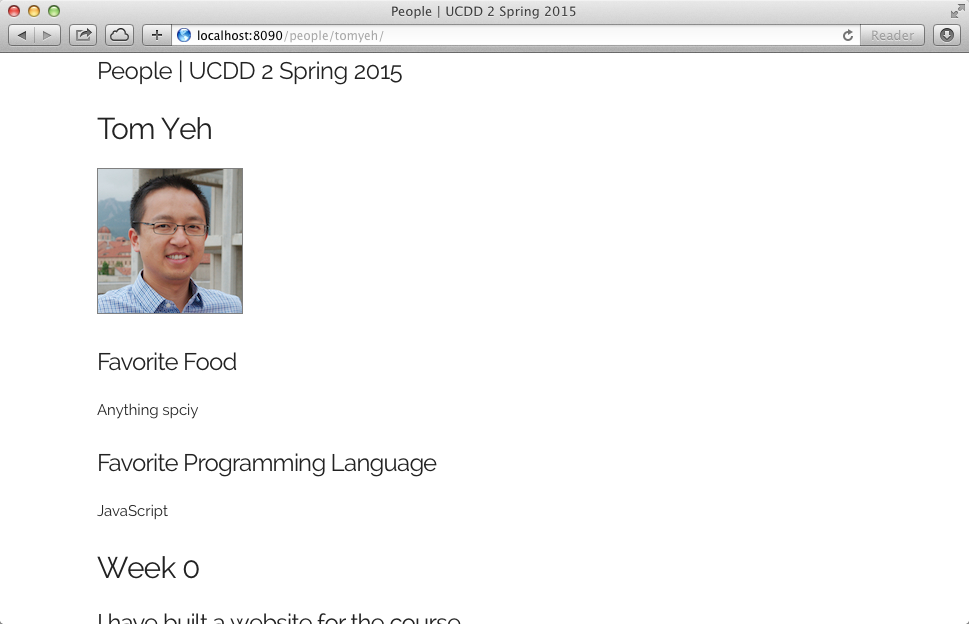 People | UCDD 2 Spring 2015
localhost:8090/people/tomyeh/
Reader
People | UCDD 2 Spring 2015
Tom Yeh
Favorite Food
Anything spciy
Favorite Programming Language
JavaScript
Week 0
I have built a website for the course